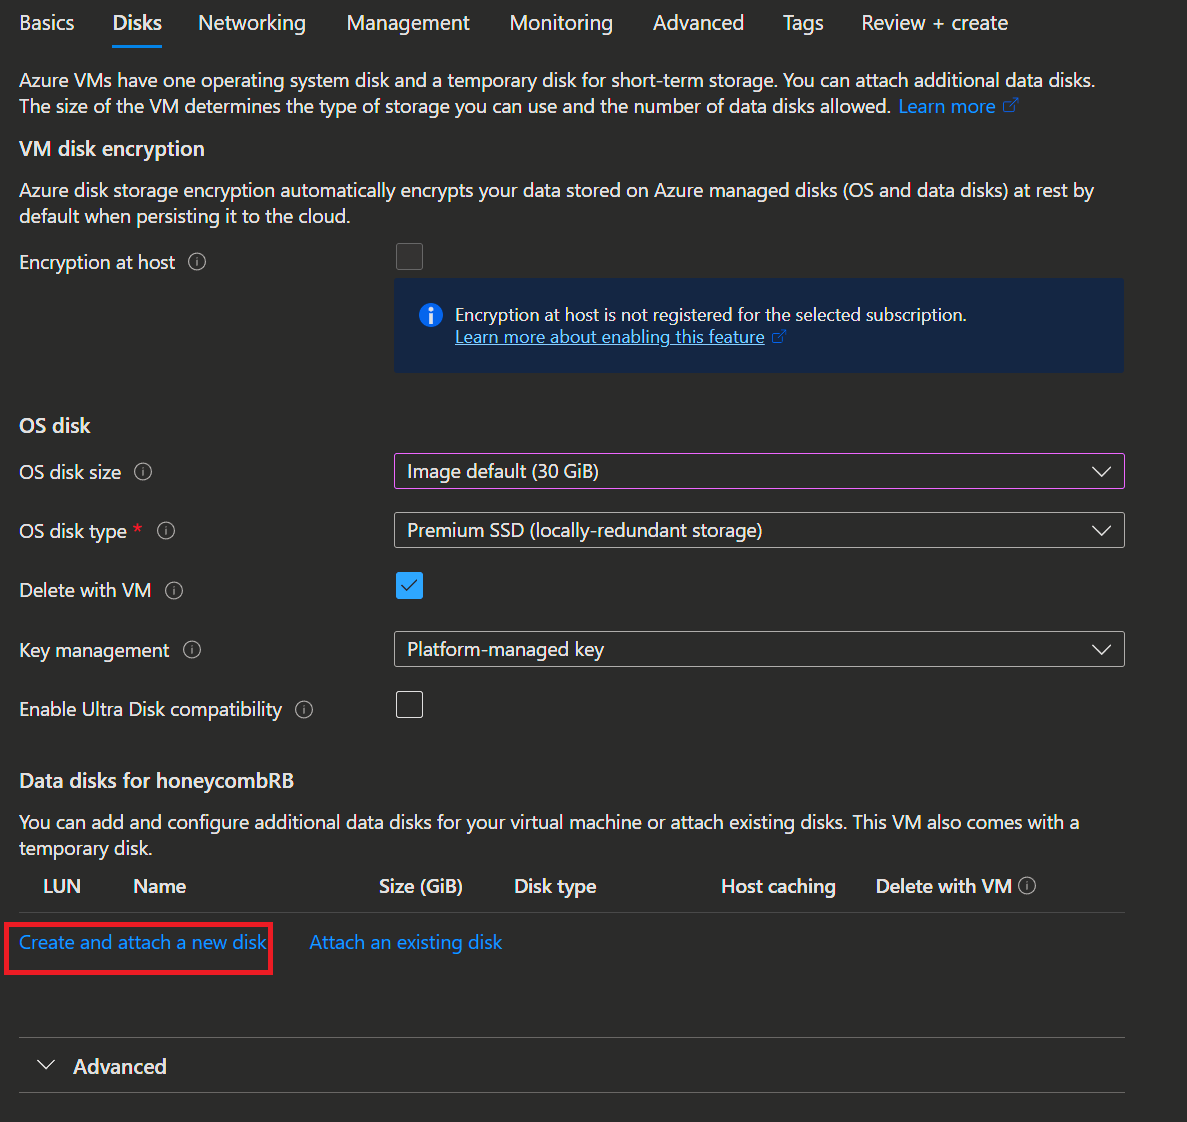 Basics Disks Networking Management Monitoring Advanced Tags Review + create
Azure VMs have one operating system disk and a temporary disk for short-term storage. You can attach additional data disks.
The size of the VM determines the type of storage you can use and the number of data disks allowed. Learn more
VM disk encryption
Azure disk storage encryption automatically encrypts your data stored on Azure managed disks (OS and data disks) at rest by
default when persisting it to the cloud.
Encryption at host
Encryption at host is not registered for the selected subscription.
Learn more about enabling this feature
OS disk
OS disk size Image default (30 GiB)
OS disk type * Premium SSD (locally-redundant storage)
Delete with VM
Key management Platform-managed key
Enable Ultra Disk compatibility
Data disks for honeycombRB
You can add and configure additional data disks for your virtual machine or attach existing disks. This VM also comes with a
temporary disk.
LUN Name Size (GiB) Disk type Host caching Delete with VM
Create and attach a new disk Attach an existing disk
Advanced